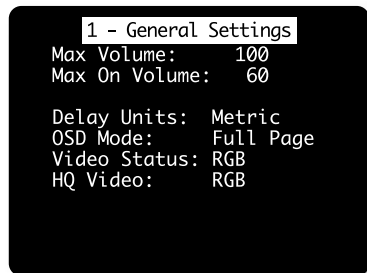 1 - General Settings
Max Volume: 100
Max On Volume: 60
Delay Units: Metric
OSD Mode: Full Page
Video Status: RGB
HQ Video: RGB